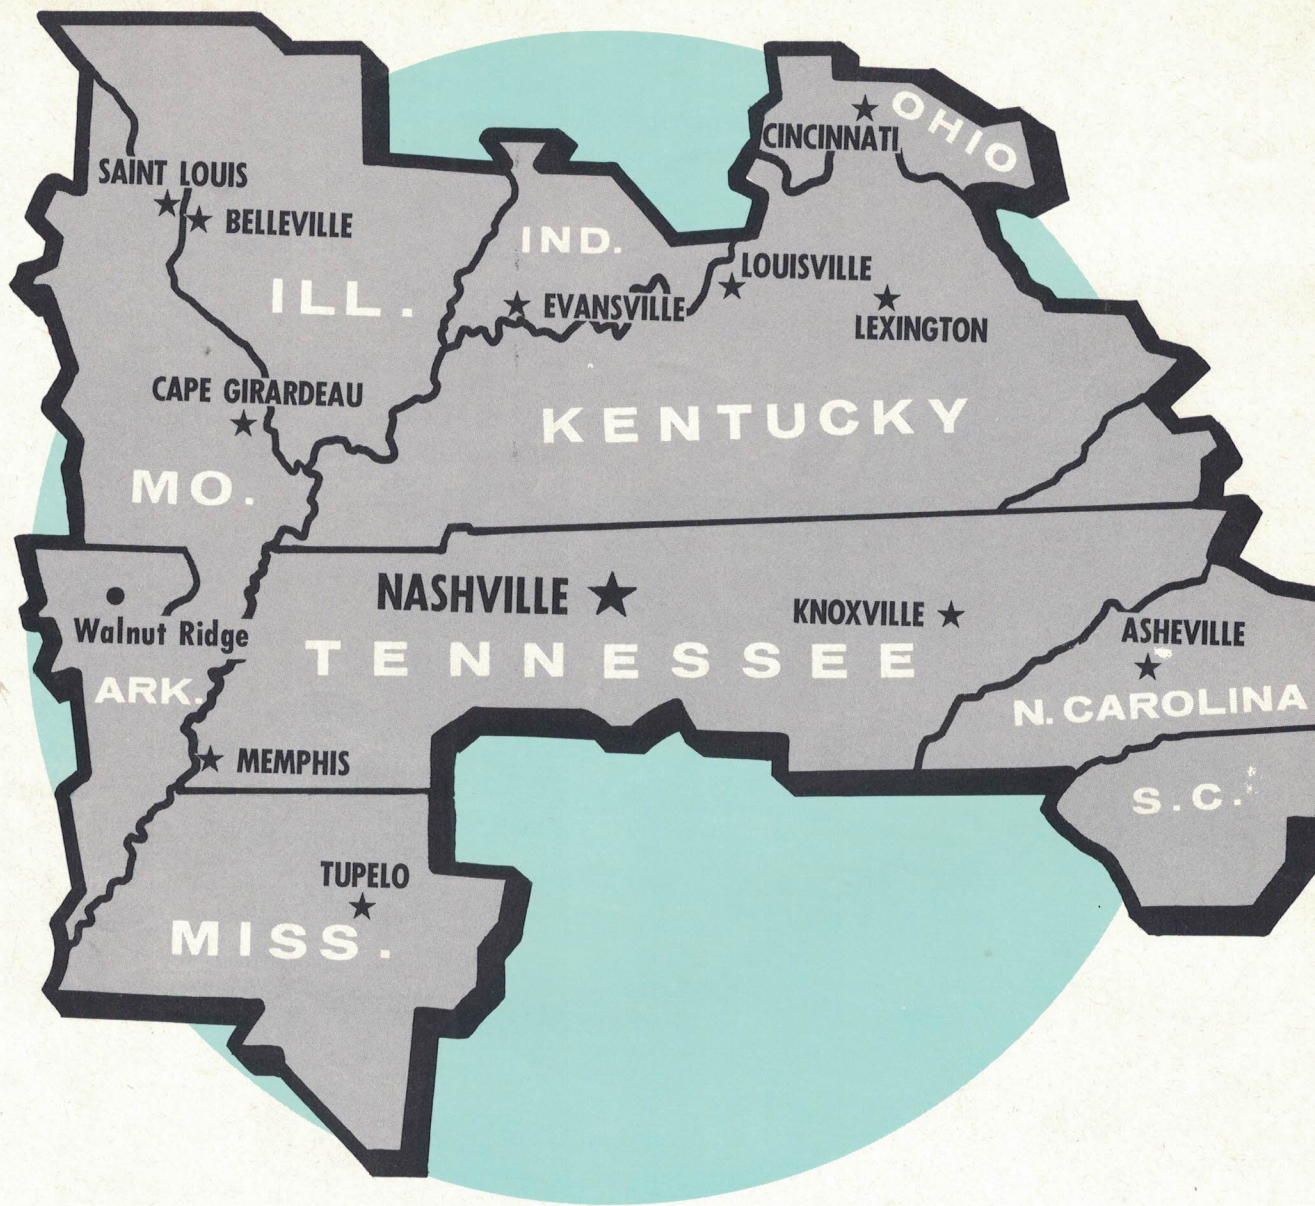 OHIO
CINCINNATI
SAINT LOUIS
BELLEVILLE
IND.
LOUISVILLE
ILL.
EVANSVILLE
LEXINGTON
CAPE GIRARDEAU
KENTUCKY
MO.
NASHVILLE
KNOXVILLE
Walnut Ridge
ASHEVILLE
TENNESSEE
ARK.
N. CAROLINA
MEMPHIS
S.C.
TUPELO
MISS.